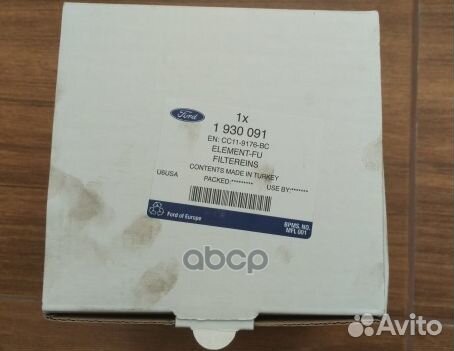 Ford
1x
1 930 091
EN: CC11-9176-BC
ELEMENT-FU
FILTEREINS
CONTENTS MADE IN TURKEY
U6USA
PACKED:*********
USE BY:*******
Ford of Europe
BPMS. NO.
MFL 001
abcp
Avito